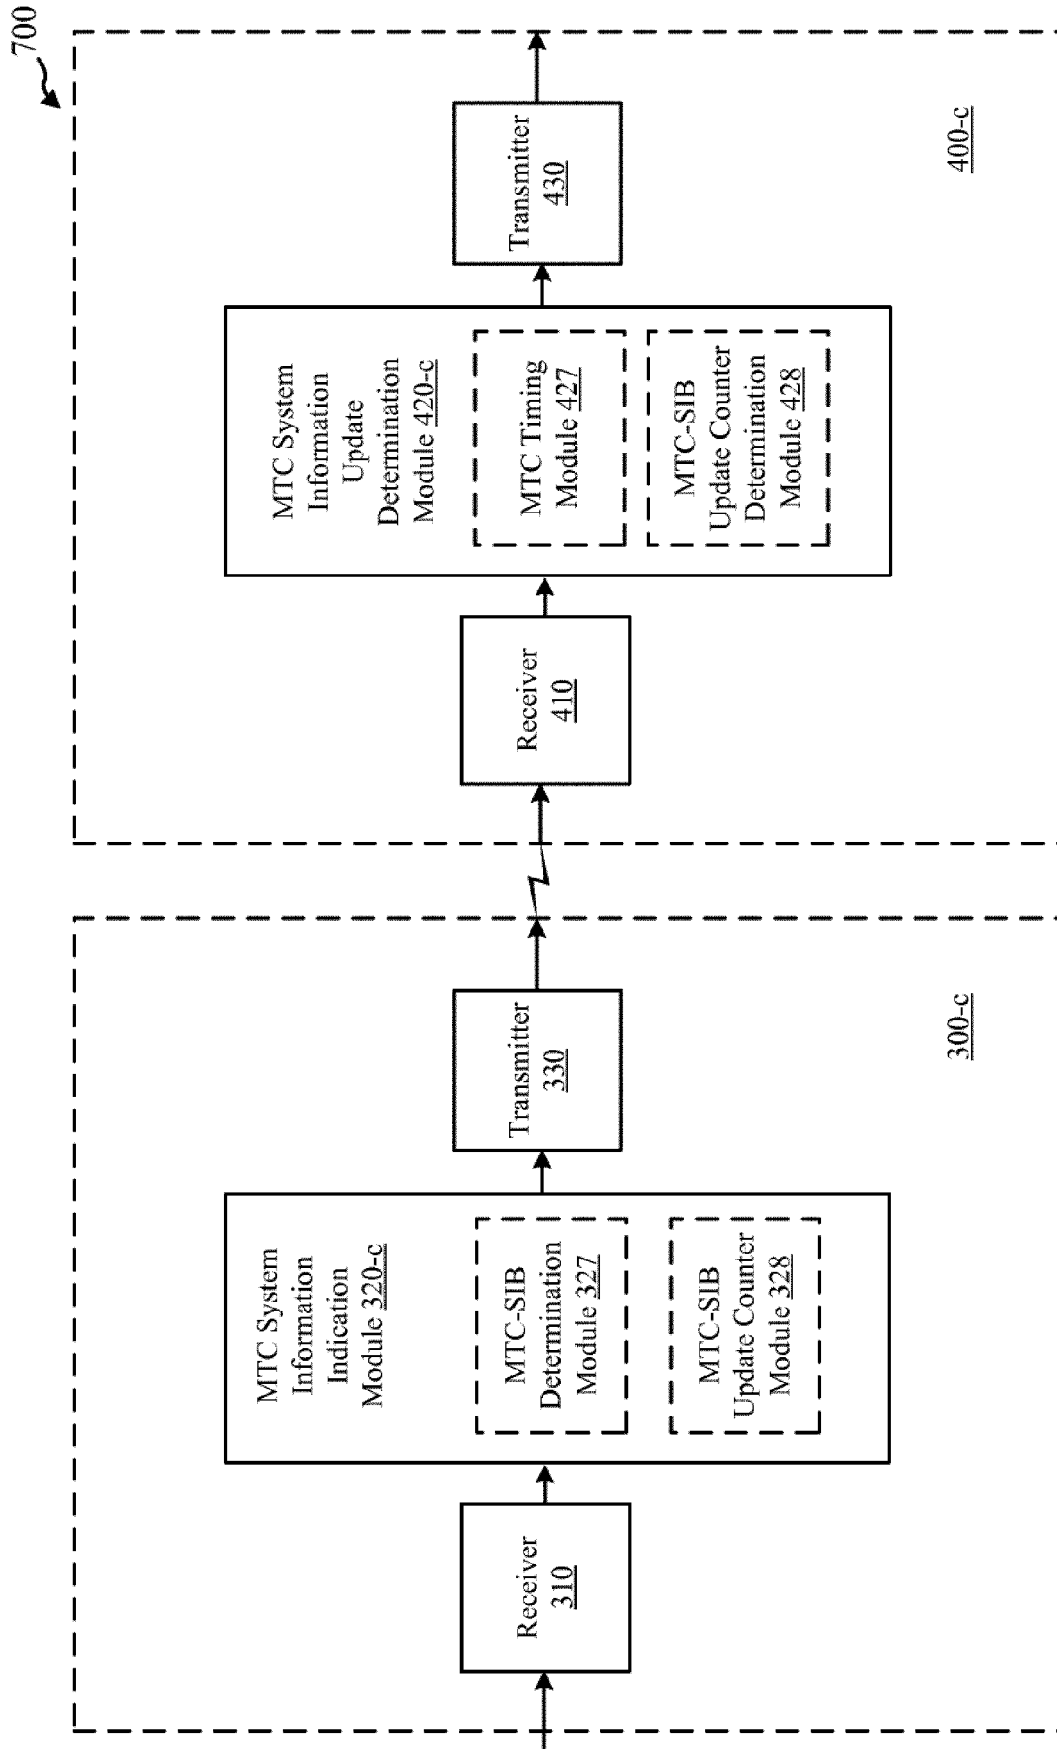 700
Receiver
310
MTC System
Information
Indication
Module 320-c
MTC-SIB
Determination
Module 327
MTC-SIB
Update Counter
Module 328
Transmitter
330
300-c
Receiver
410
MTC System
Information
Update
Determination
Module 420-c
MTC Timing
Module 427
MTC-SIB
Update Counter
Determination
Module 428
Transmitter
430
400-c